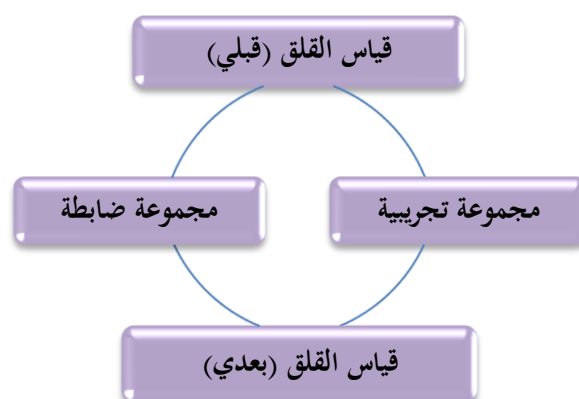 قياس القلق (قبلي)
مجموعة تجريبية
مجموعة ضابطة
قياس القلق (بعدي)